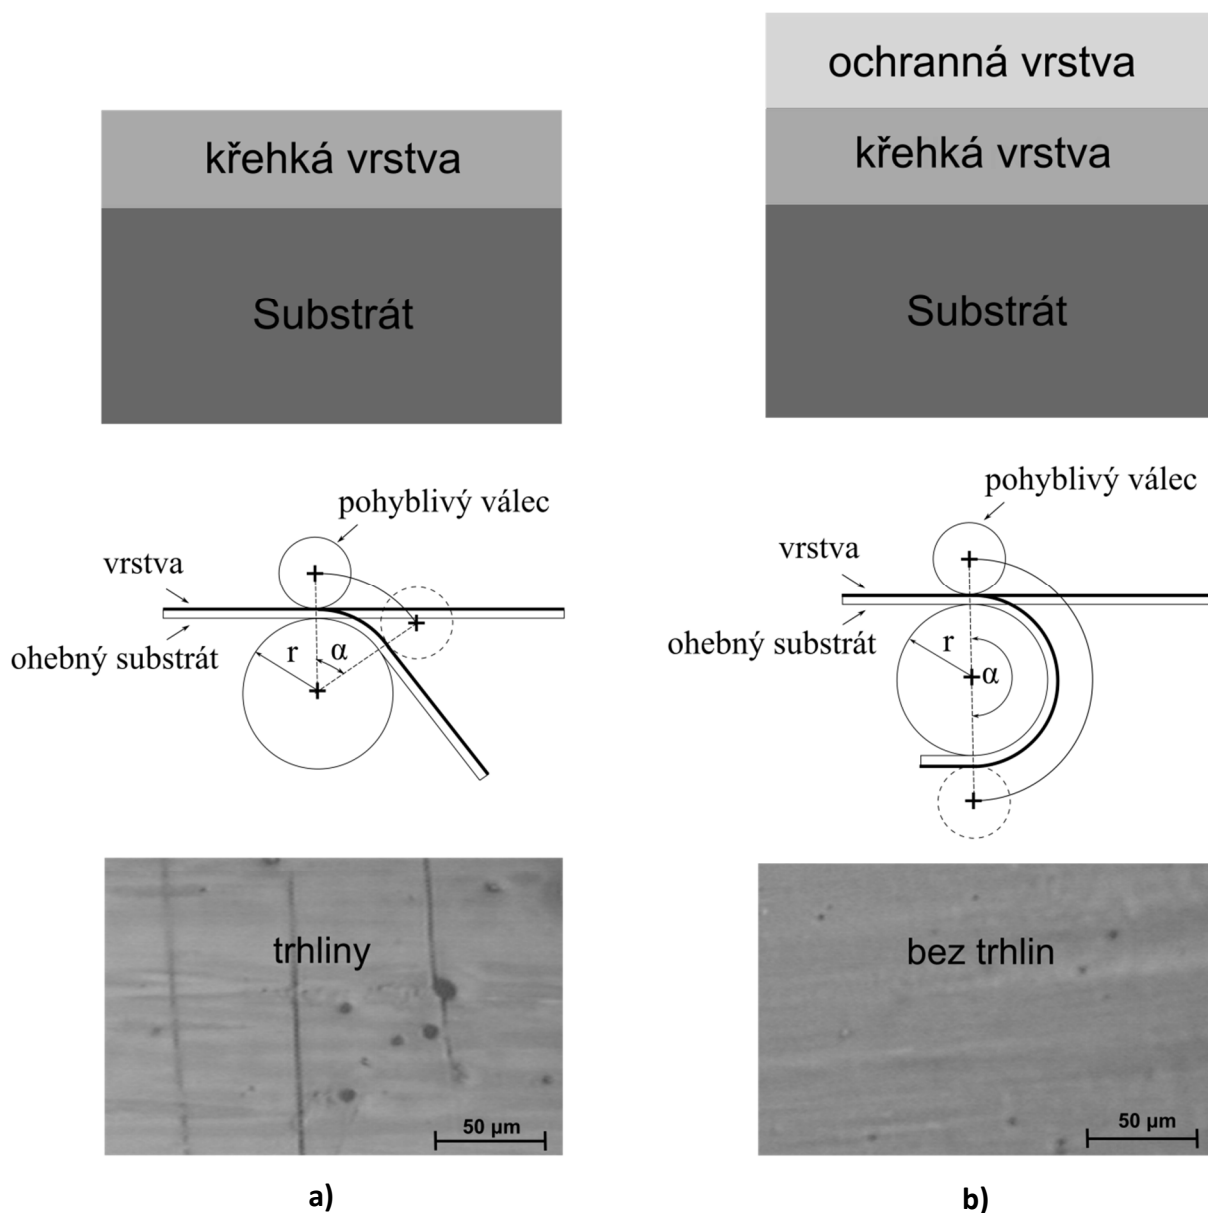 křehká vrstva
Substrát
pohyblivý válec
vrstva
ohebný substrát
r
α
trhliny
50 µm
a)
ochranná vrstva
křehká vrstva
Substrát
pohyblivý válec
vrstva
ohebný substrát
r
α
bez trhlin
50 µm
b)